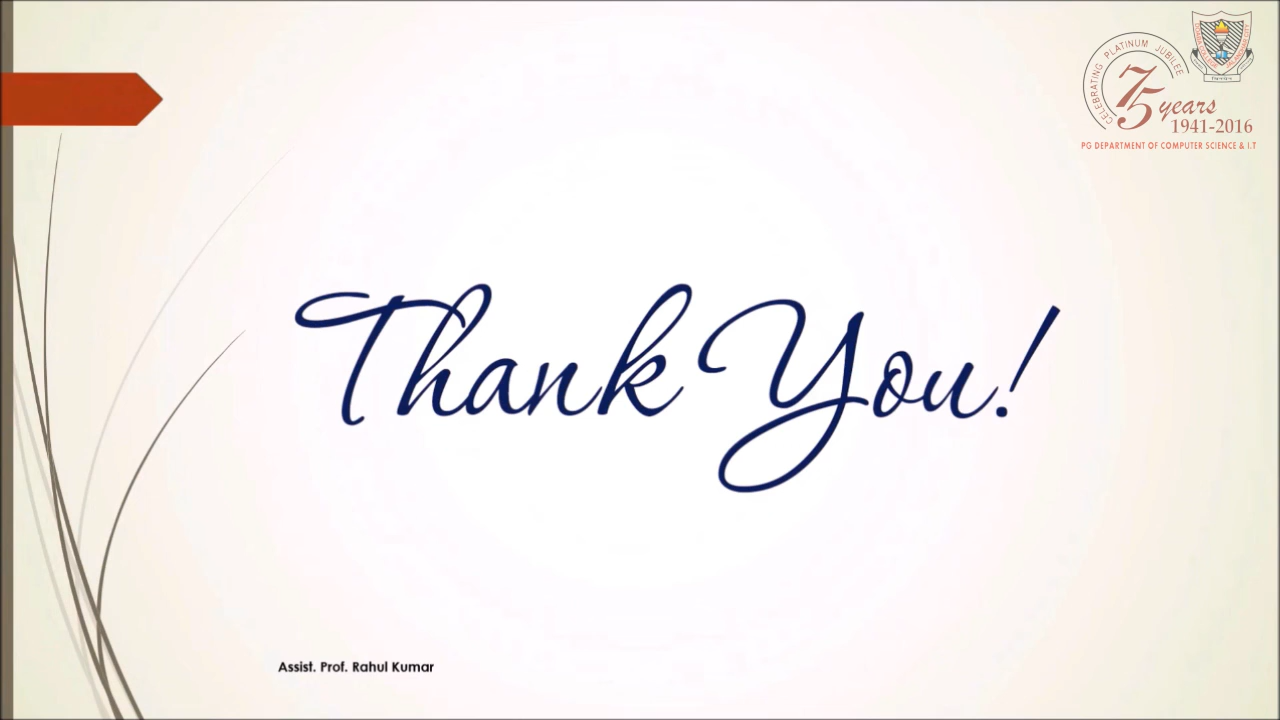 CELEBRATING PLATINUM JUBILEE
75 years
1941-2016
PG DEPARTMENT OF COMPUTER SCIENCE & I.T
Thank You!
Assist. Prof. Rahul Kumar